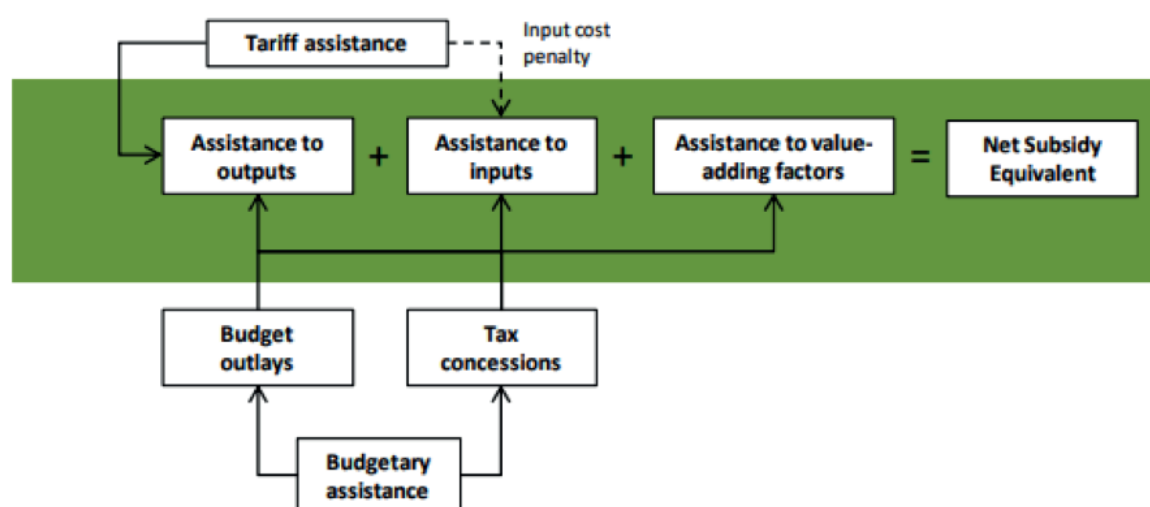 Tariff assistance
Input cost
penalty
Assistance to
outputs
+
Assistance to
inputs
+
Assistance to value-
adding factors
=
Net Subsidy
Equivalent
Budget
outlays
Tax
concessions
Budgetary
assistance